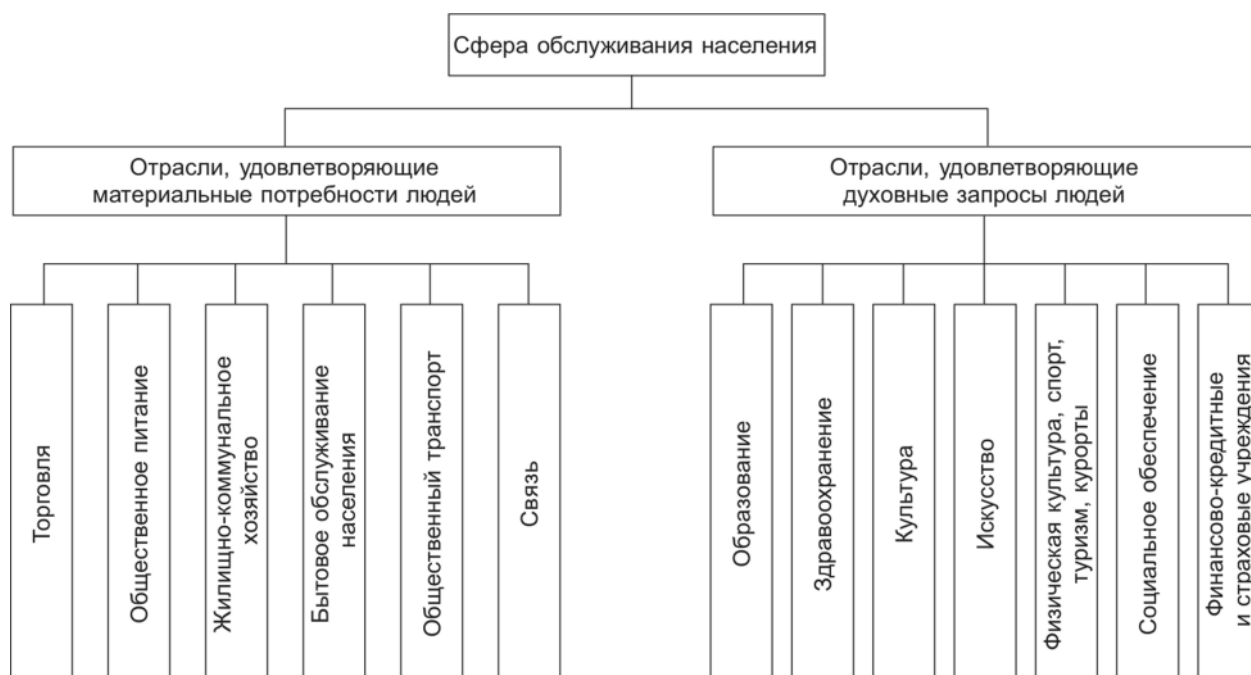 Сфера обслуживания населения
Отрасли, удовлетворяющие
материальные потребности людей
Отрасли, удовлетворяющие
духовные запросы людей
Торговля
Общественное питание
Жилищно-коммунальное
хозяйство
Бытовое обслуживание
населения
Общественный транспорт
Связь
Образование
Здравоохранение
Культура
Искусство
Физическая культура, спорт,
туризм, курорты
Социальное обеспечение
Финансово-кредитные
и страховые учреждения